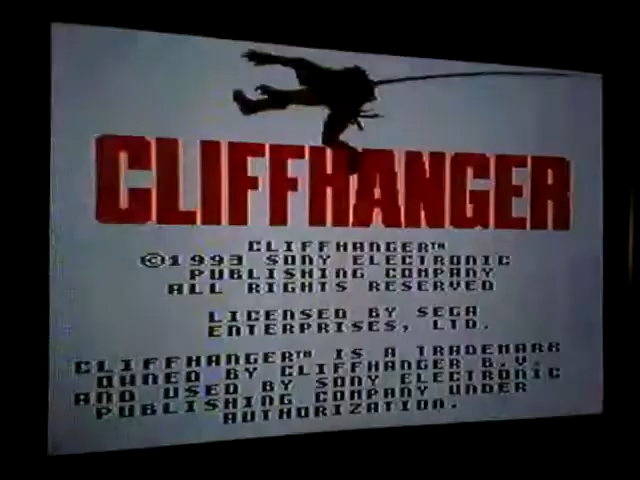 CLIFFHANGER
CLIFFHANGER™
©1993 SONY ELECTRONIC
PUBLISHING COMPANY
ALL RIGHTS RESERVED
LICENSED BY SEGA
ENTERPRISES, LTD.
CLIFFHANGER™ IS A TRADEMARK
OWNED BY CLIFFHANGER B.V.
AND USED BY SONY ELECTRONIC
PUBLISHING COMPANY UNDER
AUTHORIZATION.